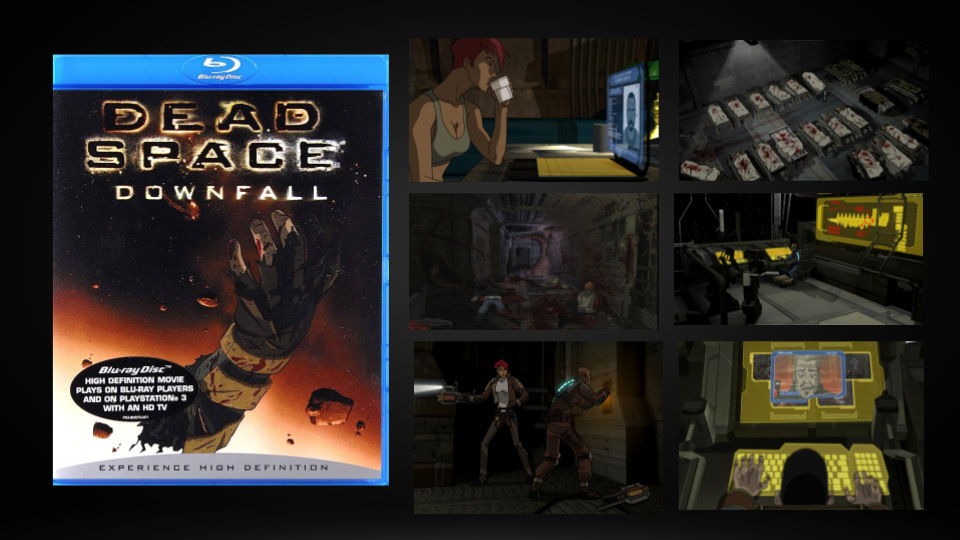 Blu-ray Disc
DEAD
SPACE
DOWNFALL
Blu-ray Disc™
HIGH DEFINITION MOVIE
PLAYS ON BLU-RAY PLAYERS
AND ON PLAYSTATION® 3
WITH AN HD TV
EXPERIENCE HIGH DEFINITION